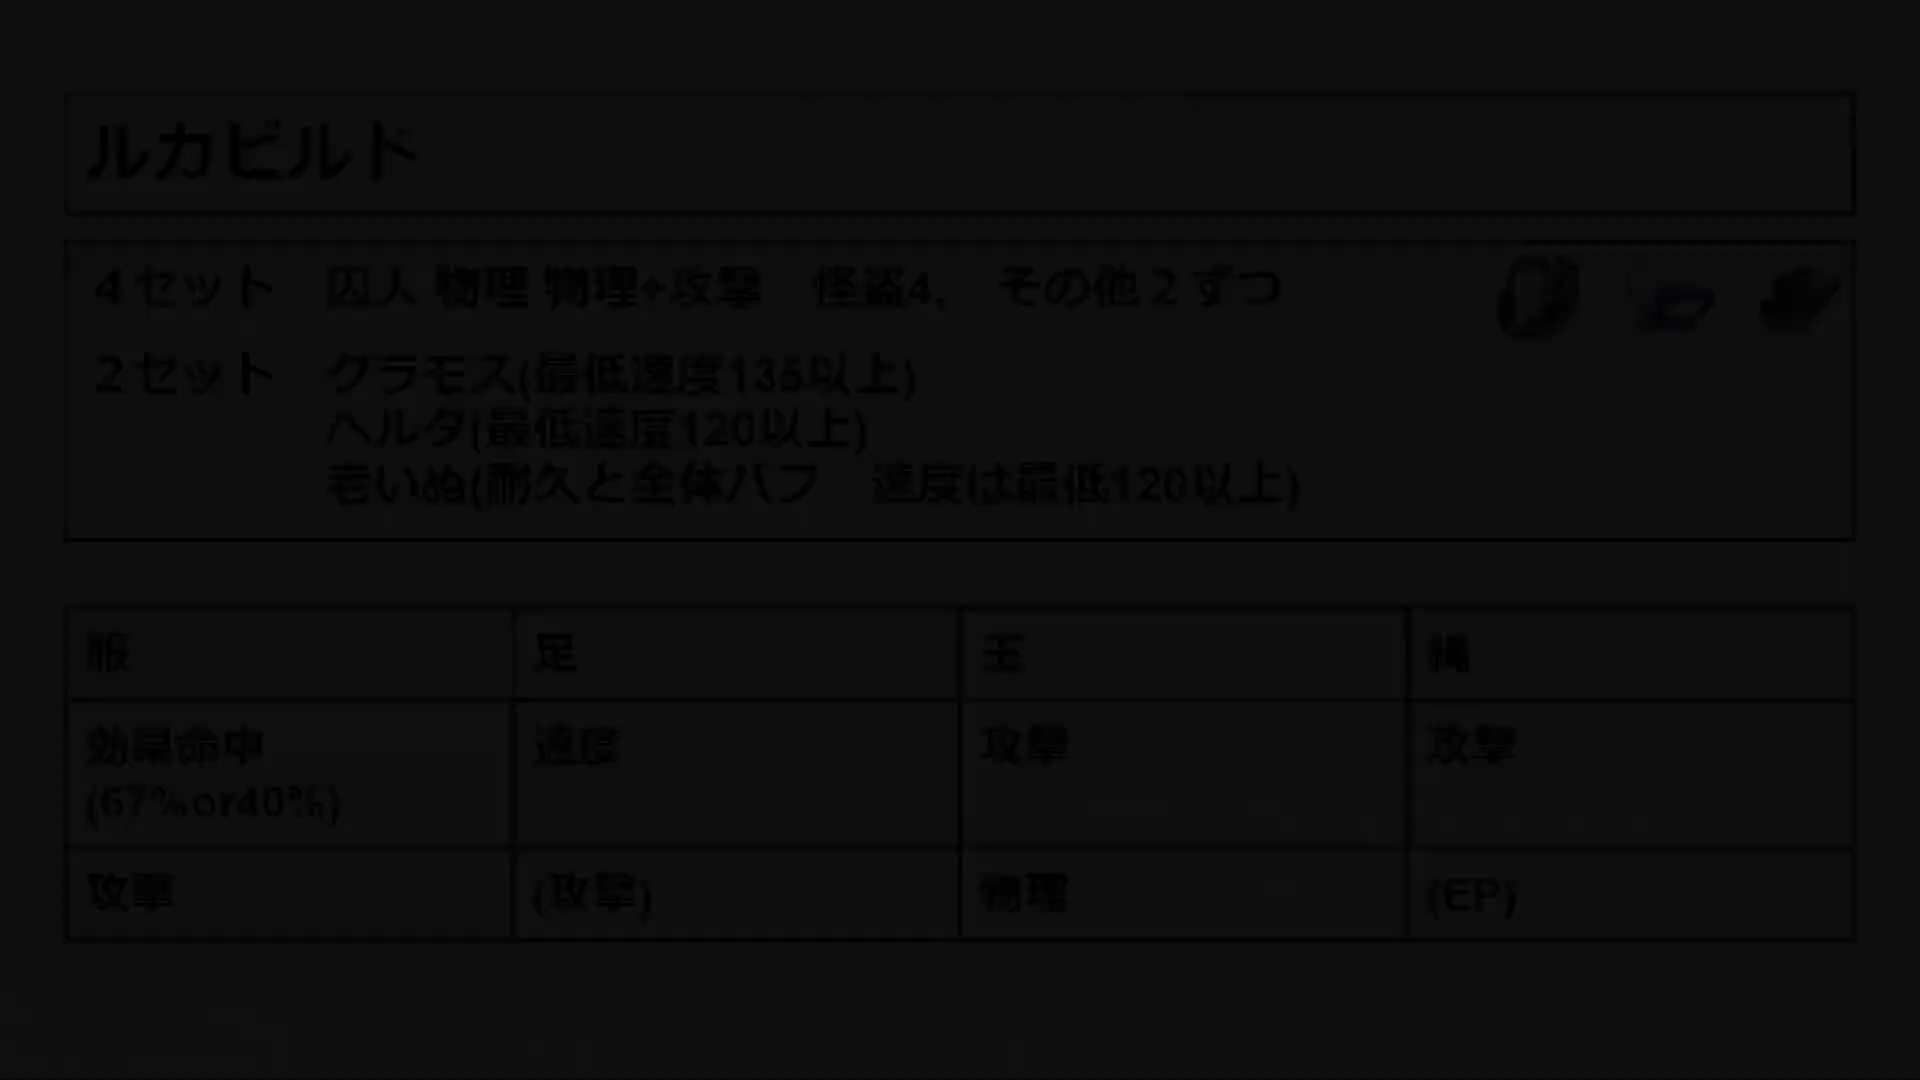 ルカビルド
4セット 囚人 物理 物理+攻撃 怪盗4, その他２ずつ
2セット グラモス(最低速度135以上)
ヘルタ(最低速度120以上)
老いぬ(耐久と全体バフ 速度は最低120以上)
服 足 玉 縄
効果命中 速度 攻撃 攻撃
(67%or40%)
攻撃 (攻撃) 物理 (EP)